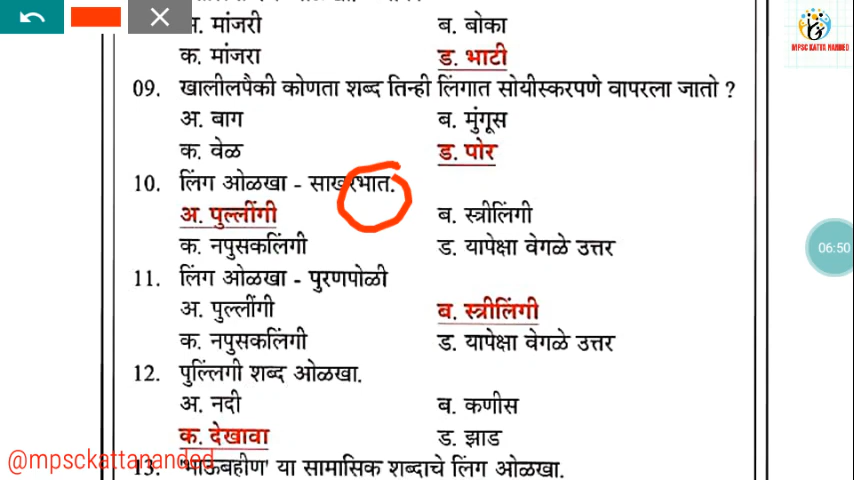 अ. मांजरी ब. बोका
क. मांजरा ड. भाटी
09. खालीलपैकी कोणता शब्द तिन्ही लिंगात सोयीस्करपणे वापरला जातो ?
अ. बाग ब. मुंगूस
क. वेळ ड. पोर
10. लिंग ओळखा - साखरभात.
अ. पुल्लींगी ब. स्त्रीलिंगी
क. नपुसकलिंगी ड. यापेक्षा वेगळे उत्तर
11. लिंग ओळखा - पुरणपोळी
अ. पुल्लींगी ब. स्त्रीलिंगी
क. नपुसकलिंगी ड. यापेक्षा वेगळे उत्तर
12. पुल्लिंगी शब्द ओळखा.
अ. नदी ब. कणीस
क. देखावा ड. झाड
13. 'भाऊबहीण' या सामासिक शब्दाचे लिंग ओळखा.
@mpsckattananded
MPSC KATTA NANDED
06:50